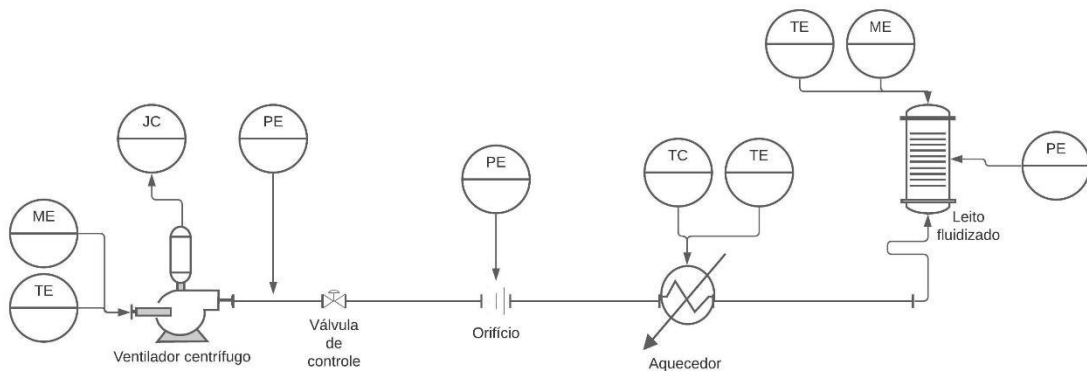 TE
ME
JC
PE
PE
TC
TE
PE
ME
TE
Leito
fluidizado
Válvula
de
controle
Orifício
Ventilador centrífugo
Aquecedor